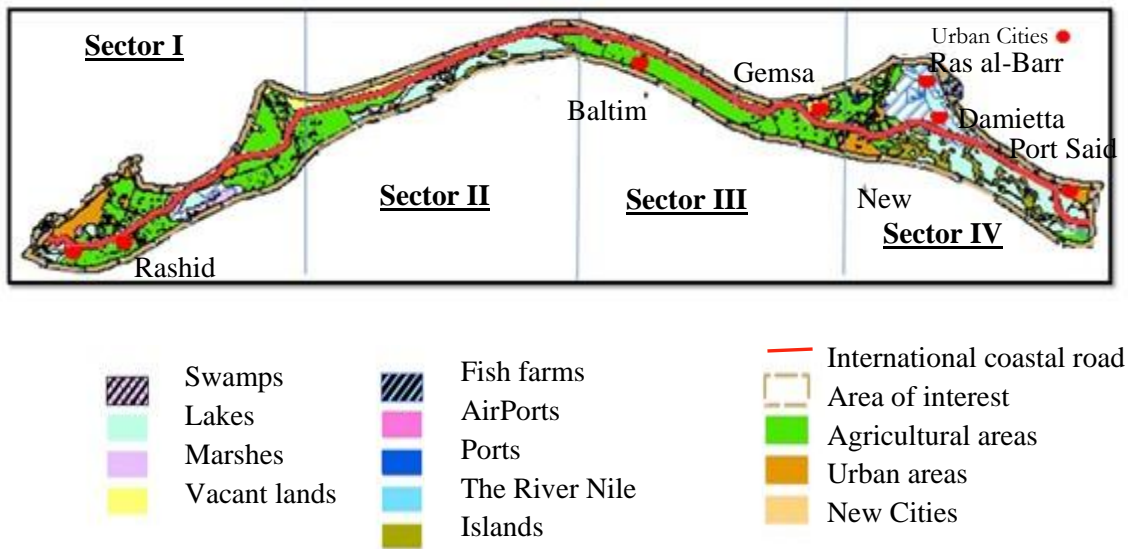 Sector I
Urban Cities
Ras al-Barr
Gemsa
Baltim
Damietta
Port Said
Sector II
Sector III
New
Sector IV
Rashid
Swamps
Lakes
Marshes
Vacant lands
Fish farms
AirPorts
Ports
The River Nile
Islands
International coastal road
Area of interest
Agricultural areas
Urban areas
New Cities